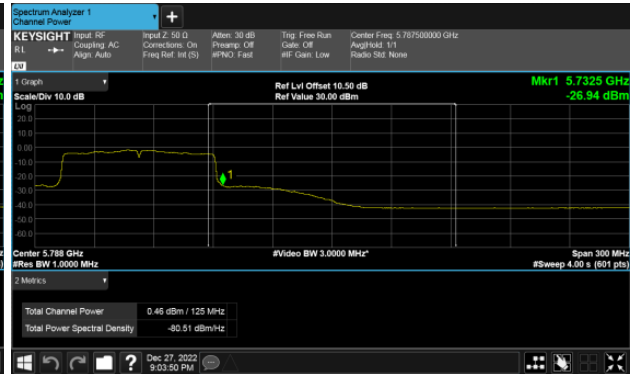 Spectrum Analyzer 1
Channel Power
KEYSIGHT
RL
LXI
Input: RF
Coupling: AC
Align: Auto
Input Z: 50 Ω
Corrections: On
Freq Ref: Int (S)
Atten: 30 dB
Preamp: Off
#PNO: Fast
Trig: Free Run
Gate: Off
#IF Gain: Low
Center Freq: 5.787500000 GHz
Avg|Hold: 1/1
Radio Std: None
1 Graph
Scale/Div 10.0 dB
Ref Lvl Offset 10.50 dB
Ref Value 30.00 dBm
Mkr1 5.7325 GHz
-26.94 dBm
Log
20.0
10.0
0.00
-10.0
-20.0
-30.0
-40.0
-50.0
-60.0
1
Center 5.788 GHz
#Res BW 1.0000 MHz
#Video BW 3.0000 MHz*
Span 300 MHz
#Sweep 4.00 s (601 pts)
2 Metrics
Total Channel Power 0.46 dBm / 125 MHz
Total Power Spectral Density -80.51 dBm/Hz
?
Dec 27, 2022
9:03:50 PM